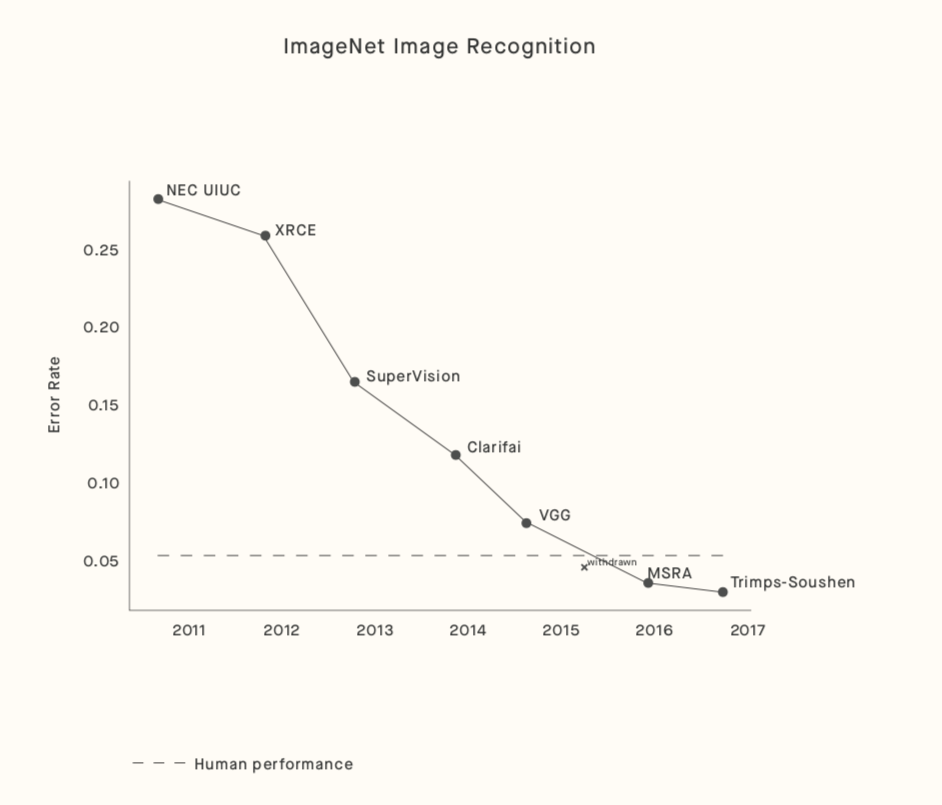 ImageNet Image Recognition
NEC UIUC
XRCE
0.25
0.20
Error Rate
SuperVision
0.15
Clarifai
0.10
VGG
0.05
withdrawn
MSRA
Trimps-Soushen
2011 2012 2013 2014 2015 2016 2017
Human performance